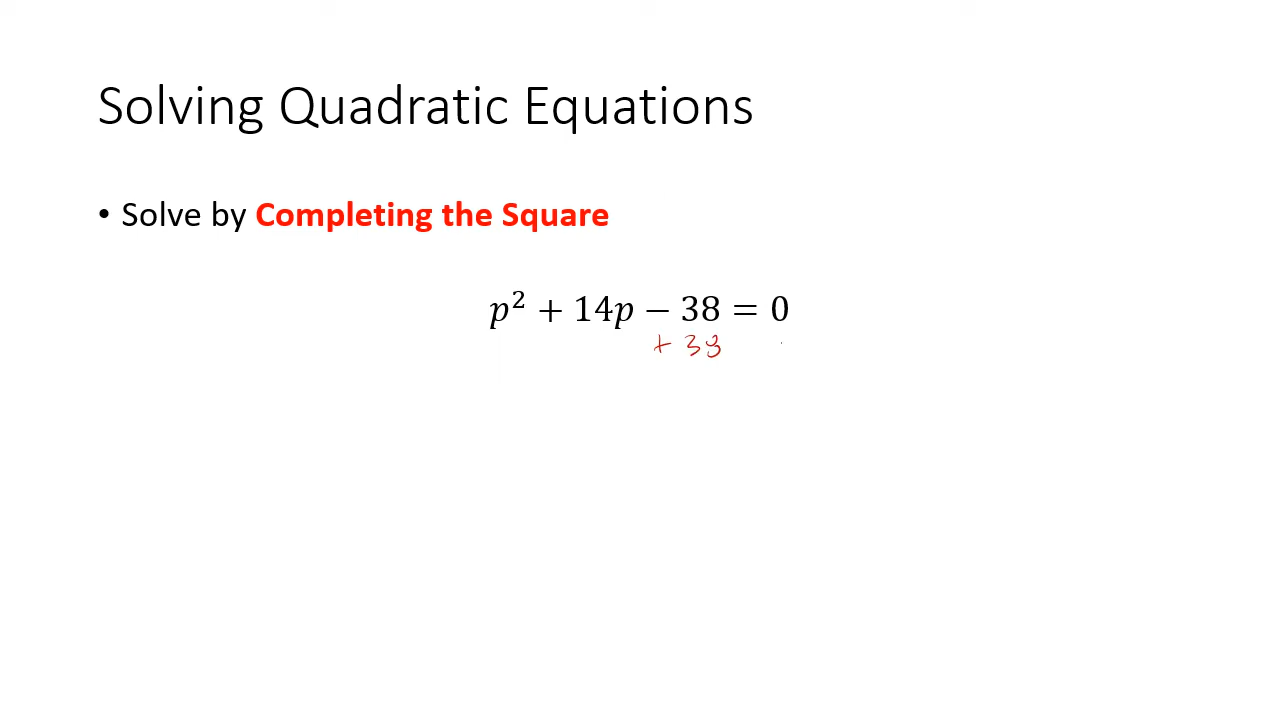 Solving Quadratic Equations
• Solve by Completing the Square
p² + 14p − 38 = 0
+ 38